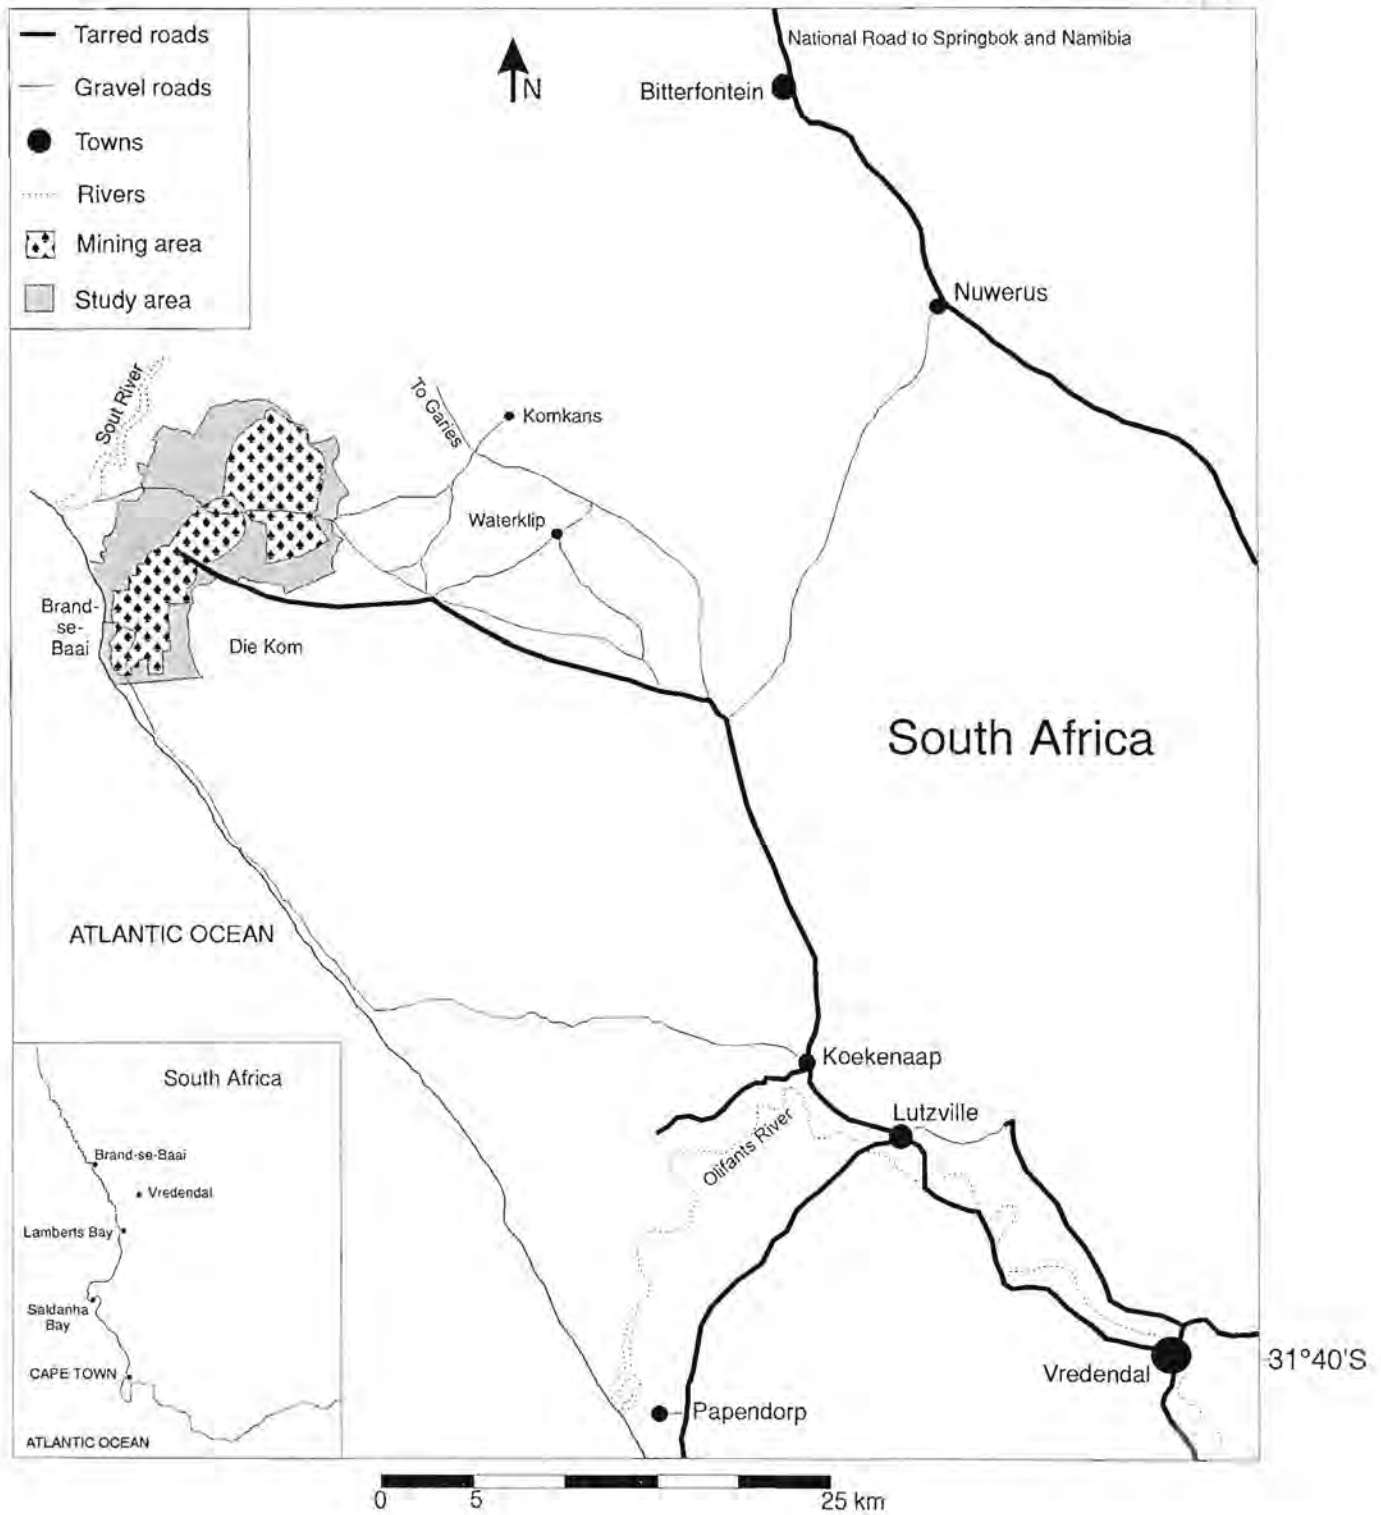 Tarred roads
Gravel roads
Towns
Rivers
Mining area
Study area
N
National Road to Springbok and Namibia
Bitterfontein
Nuwerus
Sout River
To Garies
Komkans
Waterklip
Brand-
se-
Baai
Die Kom
South Africa
ATLANTIC OCEAN
Koekenaap
Lutzville
Olifants River
Vredendal
31°40'S
Papendorp
South Africa
Brand-se-Baai
Vredendal
Lamberts Bay
Saldanha
Bay
CAPE TOWN
ATLANTIC OCEAN
0 5 25 km